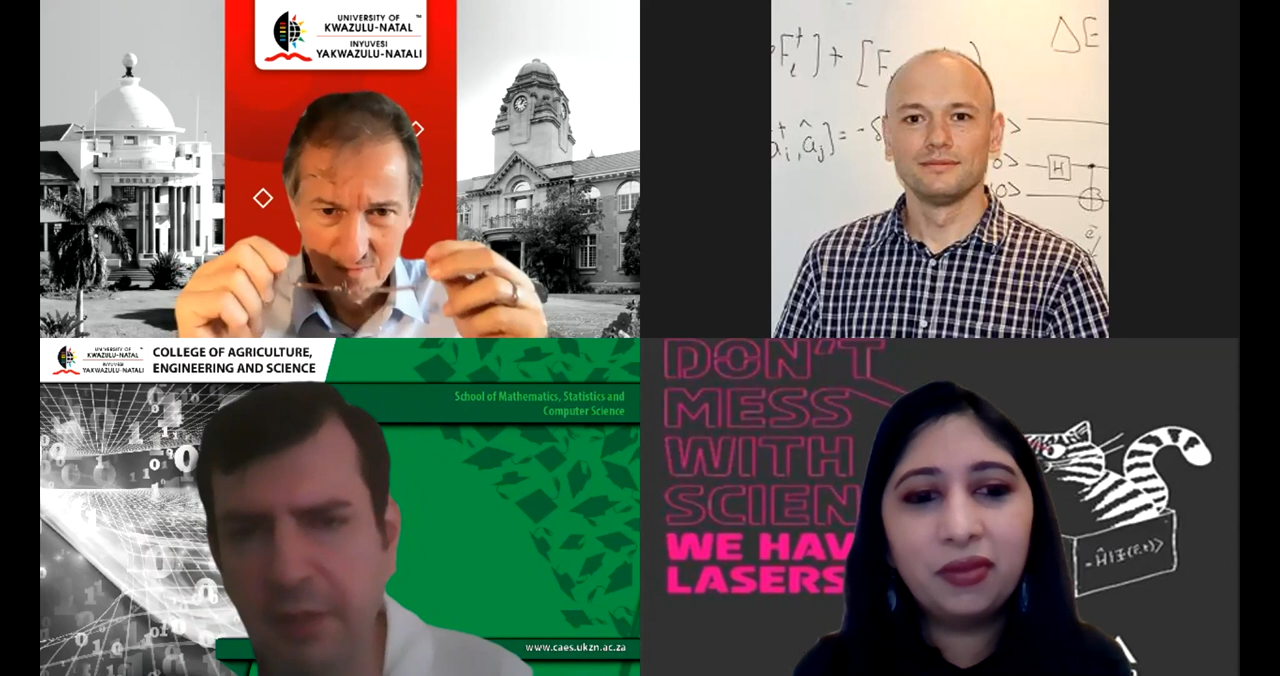 UNIVERSITY OF ™
KWAZULU-NATAL
INYUVESI
YAKWAZULU-NATALI
ΔE
H
UNIVERSITY OF
KWAZULU-NATAL
INYUVESI
YAKWAZULU-NATALI
COLLEGE OF AGRICULTURE,
ENGINEERING AND SCIENCE
School of Mathematics, Statistics and
Computer Science
www.caes.ukzn.ac.za
DON'T
MESS
WITH
SCIEN
WE HAV
LASERS